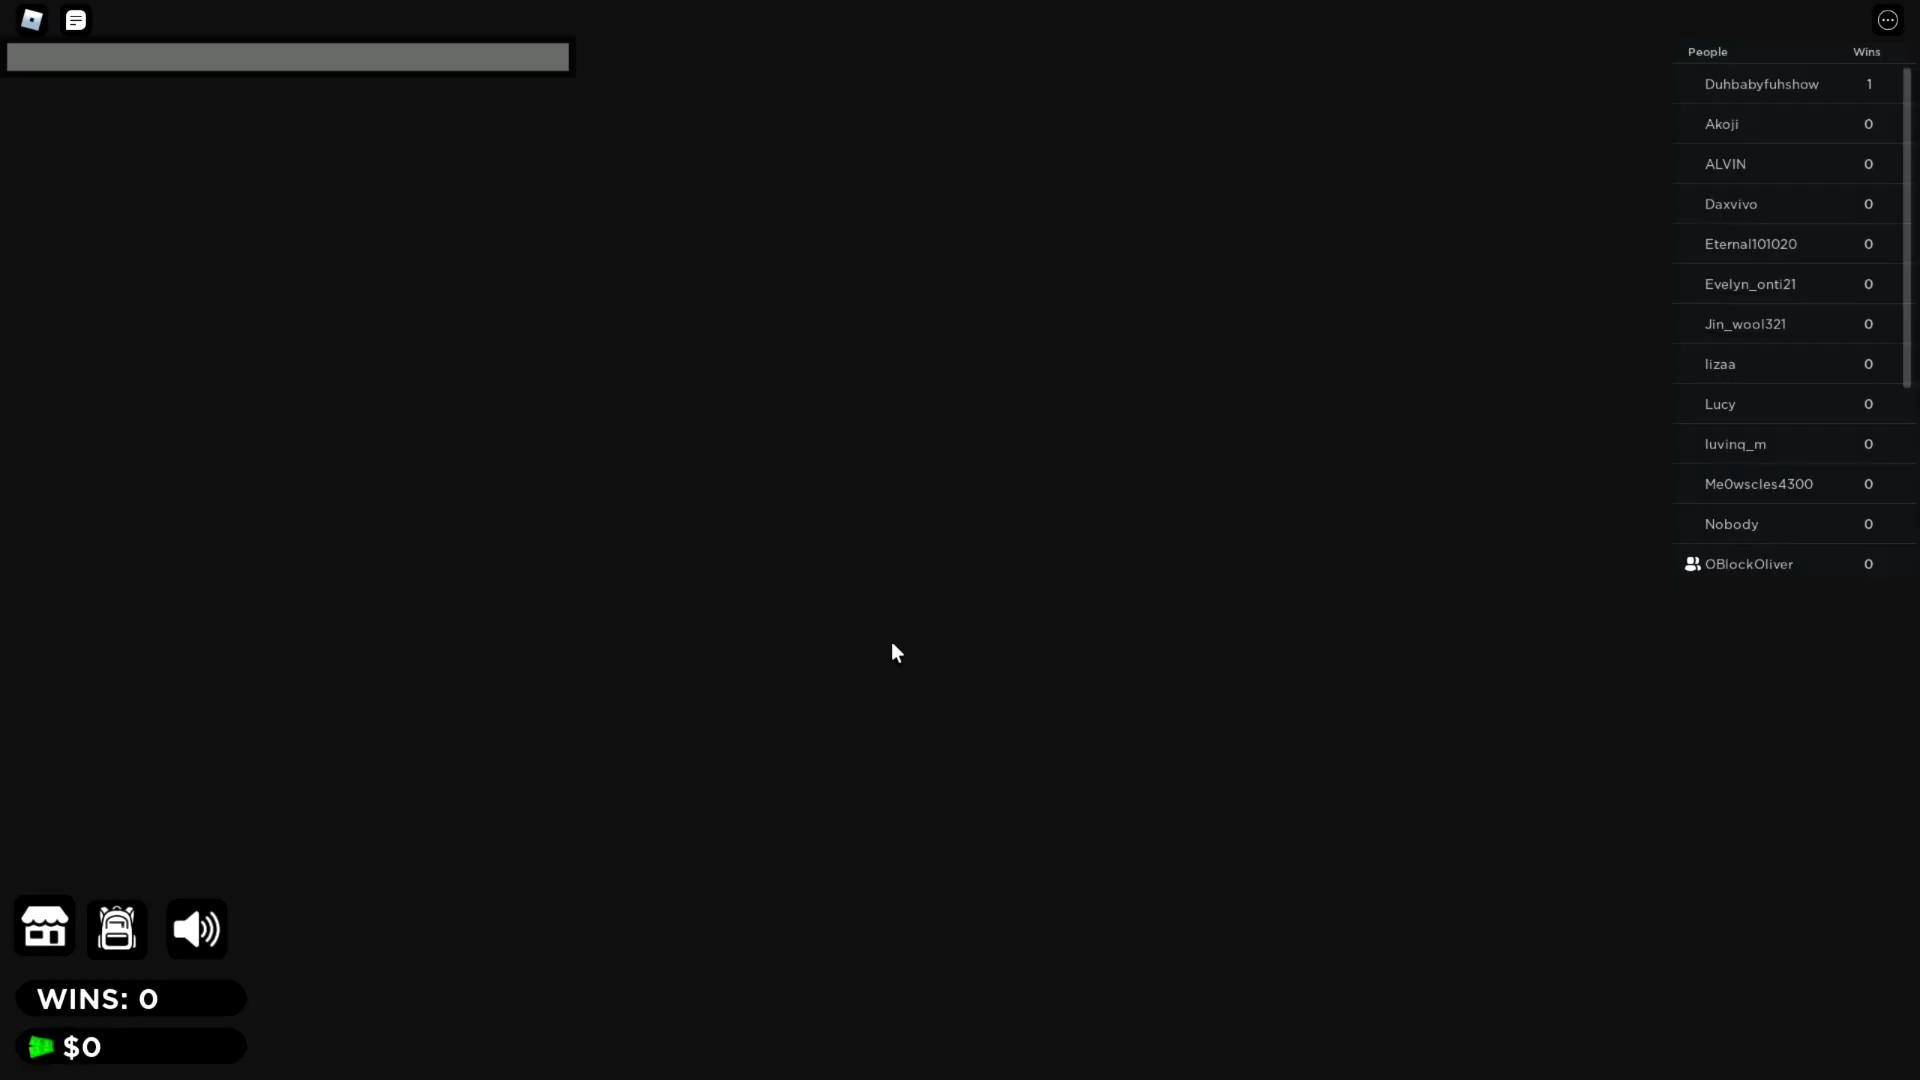 People Wins
Duhbabyfuhshow 1
Akoji 0
ALVIN 0
Daxvivo 0
Eternal101020 0
Evelyn_onti21 0
Jin_wool321 0
lizaa 0
Lucy 0
luvinq_m 0
Me0wscles4300 0
Nobody 0
OBlockOliver 0
WINS: 0
$0